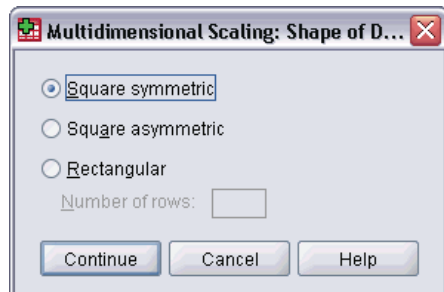 Multidimensional Scaling: Shape of D...
Square symmetric
Square asymmetric
Rectangular
Number of rows:
Continue Cancel Help